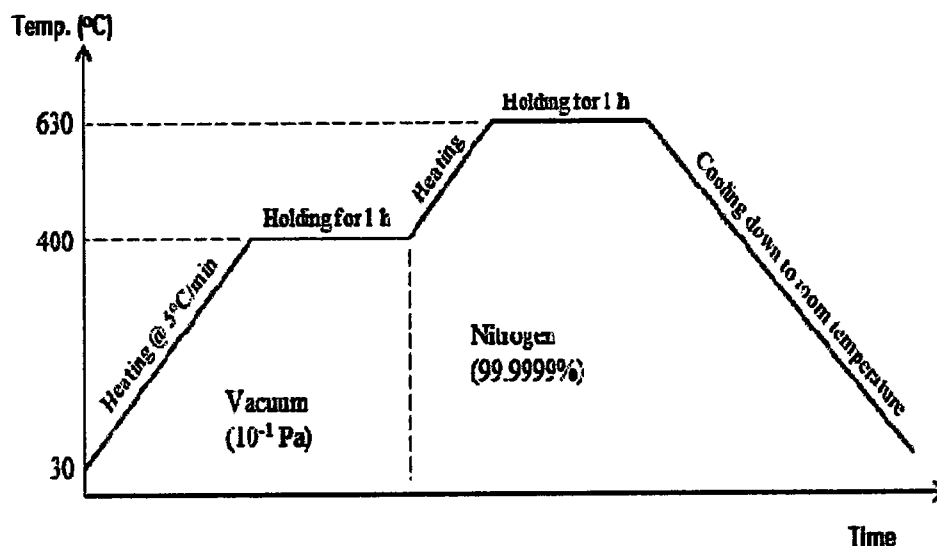 Temp. (ºC)
630
Holding for 1 h
Heating
Cooling down to room temperature
400
Holding for 1 h
Heating @ 5ºC/min
Nitrogen
(99.9999%)
Vacuum
(10⁻¹ Pa)
30
Time